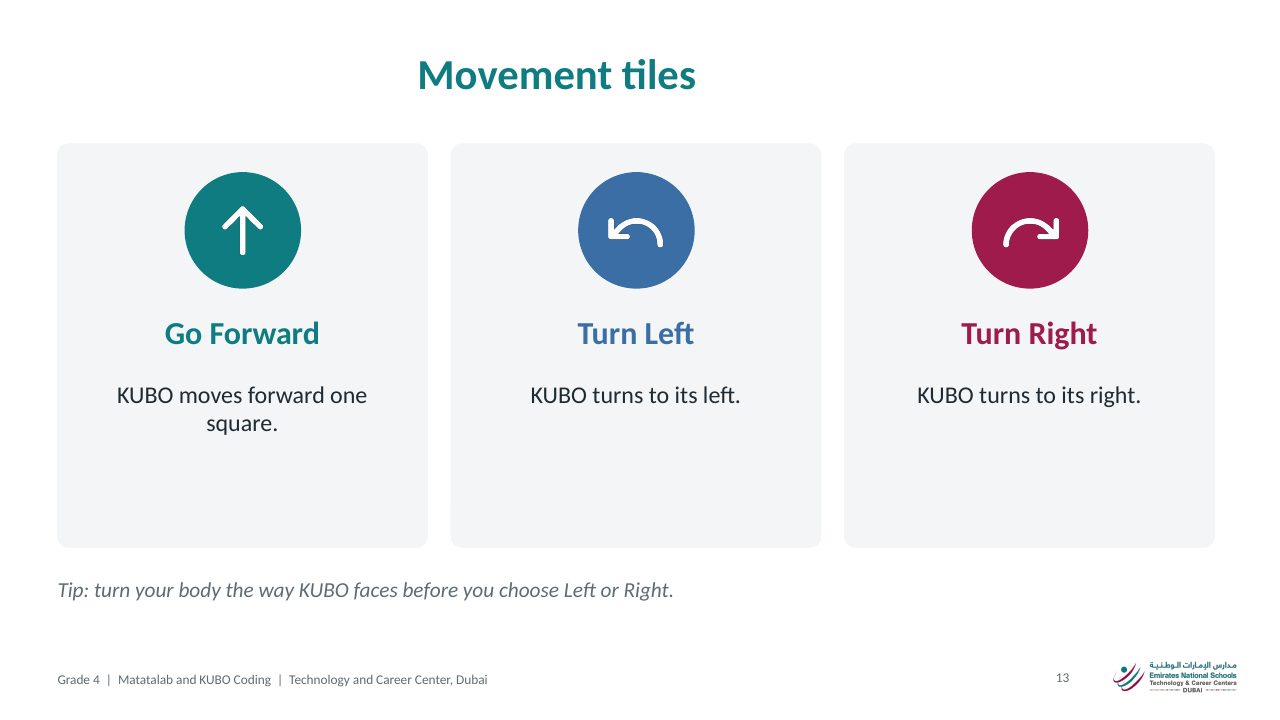 Movement tiles
Go Forward
KUBO moves forward one
square.
Turn Left
KUBO turns to its left.
Turn Right
KUBO turns to its right.
Tip: turn your body the way KUBO faces before you choose Left or Right.
Grade 4 | Matatalab and KUBO Coding | Technology and Career Center, Dubai
13
مدارس الإمارات الوطنية
Emirates National Schools
Technology & Career Centers
DUBAI